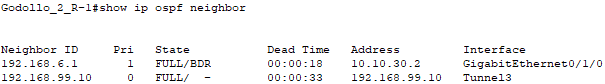 Godollo_2_R-1#show ip ospf neighbor
Neighbor ID     Pri   State           Dead Time   Address         Interface
192.168.6.1       1   FULL/BDR        00:00:18    10.10.30.2      GigabitEthernet0/1/0
192.168.99.10     0   FULL/  -        00:00:33    192.168.99.10   Tunnel3